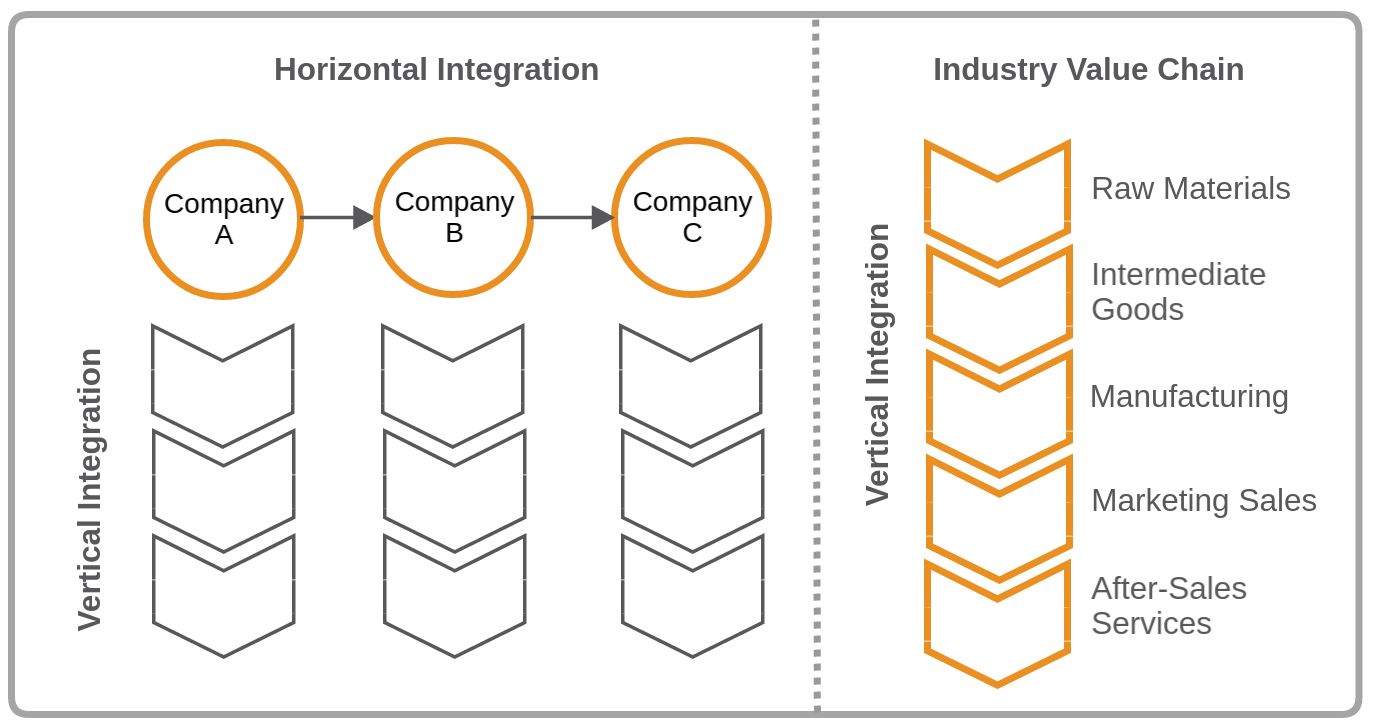 Horizontal Integration
Company
A
Company
B
Company
C
Vertical Integration
Industry Value Chain
Vertical Integration
Raw Materials
Intermediate
Goods
Manufacturing
Marketing Sales
After-Sales
Services